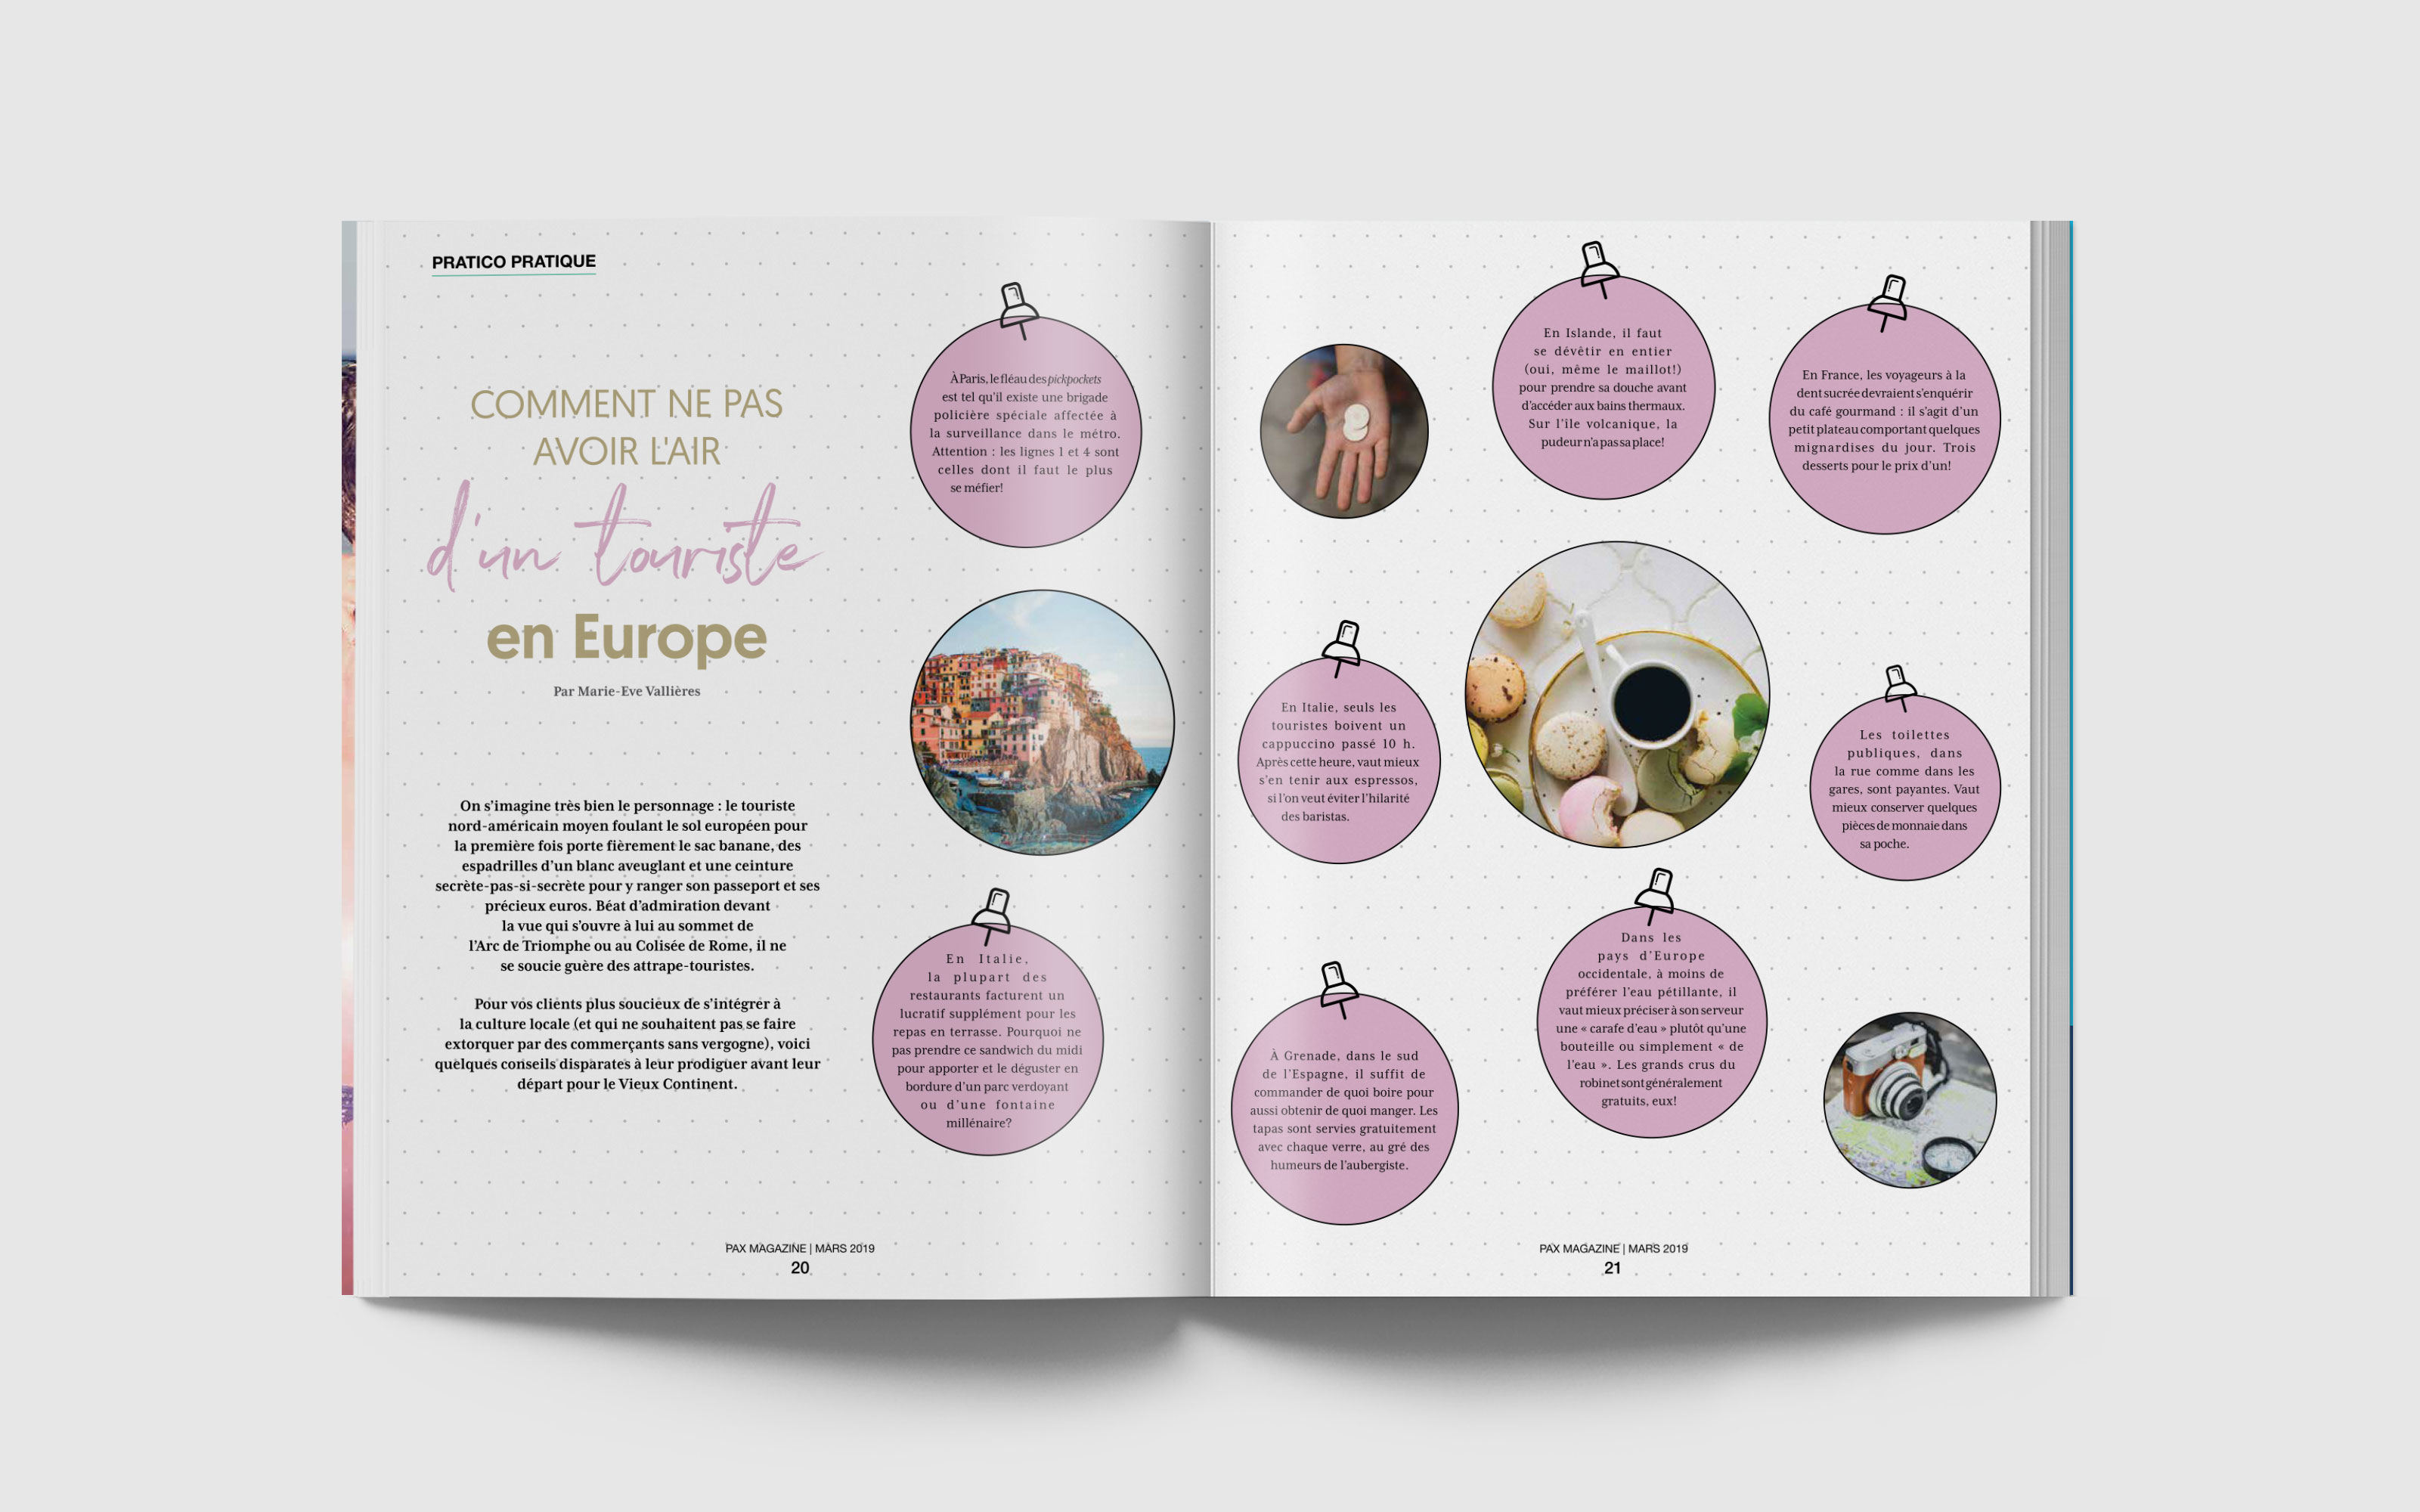 PRATICO PRATIQUE
COMMENT NE PAS
AVOIR L'AIR
d'un touriste
en Europe
Par Marie-Eve Vallières
On s’imagine très bien le personnage : le touriste
nord-américain moyen foulant le sol européen pour
la première fois porte fièrement le sac banane, des
espadrilles d’un blanc aveuglant et une ceinture
secrète-pas-si-secrète pour y ranger son passeport et ses
précieux euros. Béat d’admiration devant
la vue qui s’ouvre à lui au sommet de
l’Arc de Triomphe ou au Colisée de Rome, il ne
se soucie guère des attrape-touristes.
Pour vos clients plus soucieux de s’intégrer à
la culture locale (et qui ne souhaitent pas se faire
extorquer par des commerçants sans vergogne), voici
quelques conseils disparates à leur prodiguer avant leur
départ pour le Vieux Continent.
À Paris, le fléau des pickpockets
est tel qu’il existe une brigade
policière spéciale affectée à
la surveillance dans le métro.
Attention : les lignes 1 et 4 sont
celles dont il faut le plus
se méfier!
En Italie,
la plupart des
restaurants facturent un
lucratif supplément pour les
repas en terrasse. Pourquoi ne
pas prendre ce sandwich du midi
pour apporter et le déguster en
bordure d’un parc verdoyant
ou d’une fontaine
millénaire?
PAX MAGAZINE | MARS 2019
20
En Islande, il faut
se dévêtir en entier
(oui, même le maillot!)
pour prendre sa douche avant
d’accéder aux bains thermaux.
Sur l’île volcanique, la
pudeur n’a pas sa place!
En France, les voyageurs à la
dent sucrée devraient s’enquérir
du café gourmand : il s’agit d’un
petit plateau comportant quelques
mignardises du jour. Trois
desserts pour le prix d’un!
En Italie, seuls les
touristes boivent un
cappuccino passé 10 h.
Après cette heure, vaut mieux
s’en tenir aux espressos,
si l’on veut éviter l’hilarité
des baristas.
Les toilettes
publiques, dans
la rue comme dans les
gares, sont payantes. Vaut
mieux conserver quelques
pièces de monnaie dans
sa poche.
À Grenade, dans le sud
de l’Espagne, il suffit de
commander de quoi boire pour
aussi obtenir de quoi manger. Les
tapas sont servies gratuitement
avec chaque verre, au gré des
humeurs de l’aubergiste.
Dans les
pays d’Europe
occidentale, à moins de
préférer l’eau pétillante, il
vaut mieux préciser à son serveur
une « carafe d’eau » plutôt qu’une
bouteille ou simplement « de
l’eau ». Les grands crus du
robinet sont généralement
gratuits, eux!
PAX MAGAZINE | MARS 2019
21